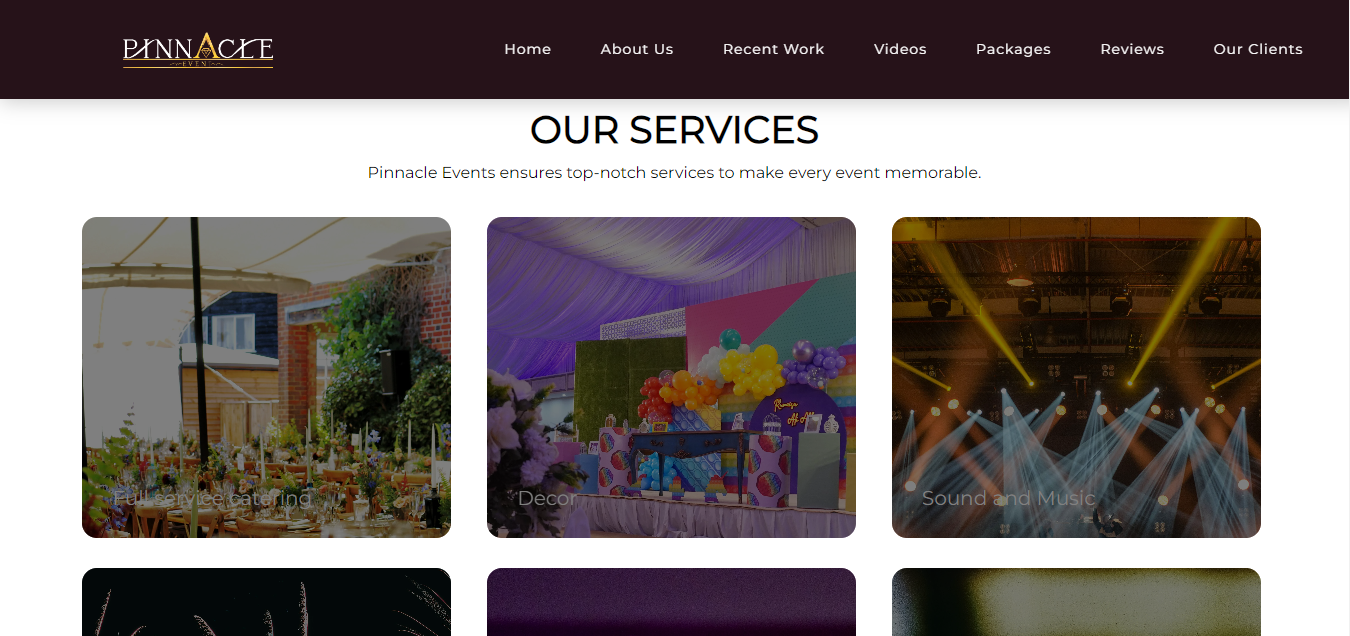 PINNACLE
EVENT
Home About Us Recent Work Videos Packages Reviews Our Clients
OUR SERVICES
Pinnacle Events ensures top-notch services to make every event memorable.
Full service catering
Decor
Sound and Music